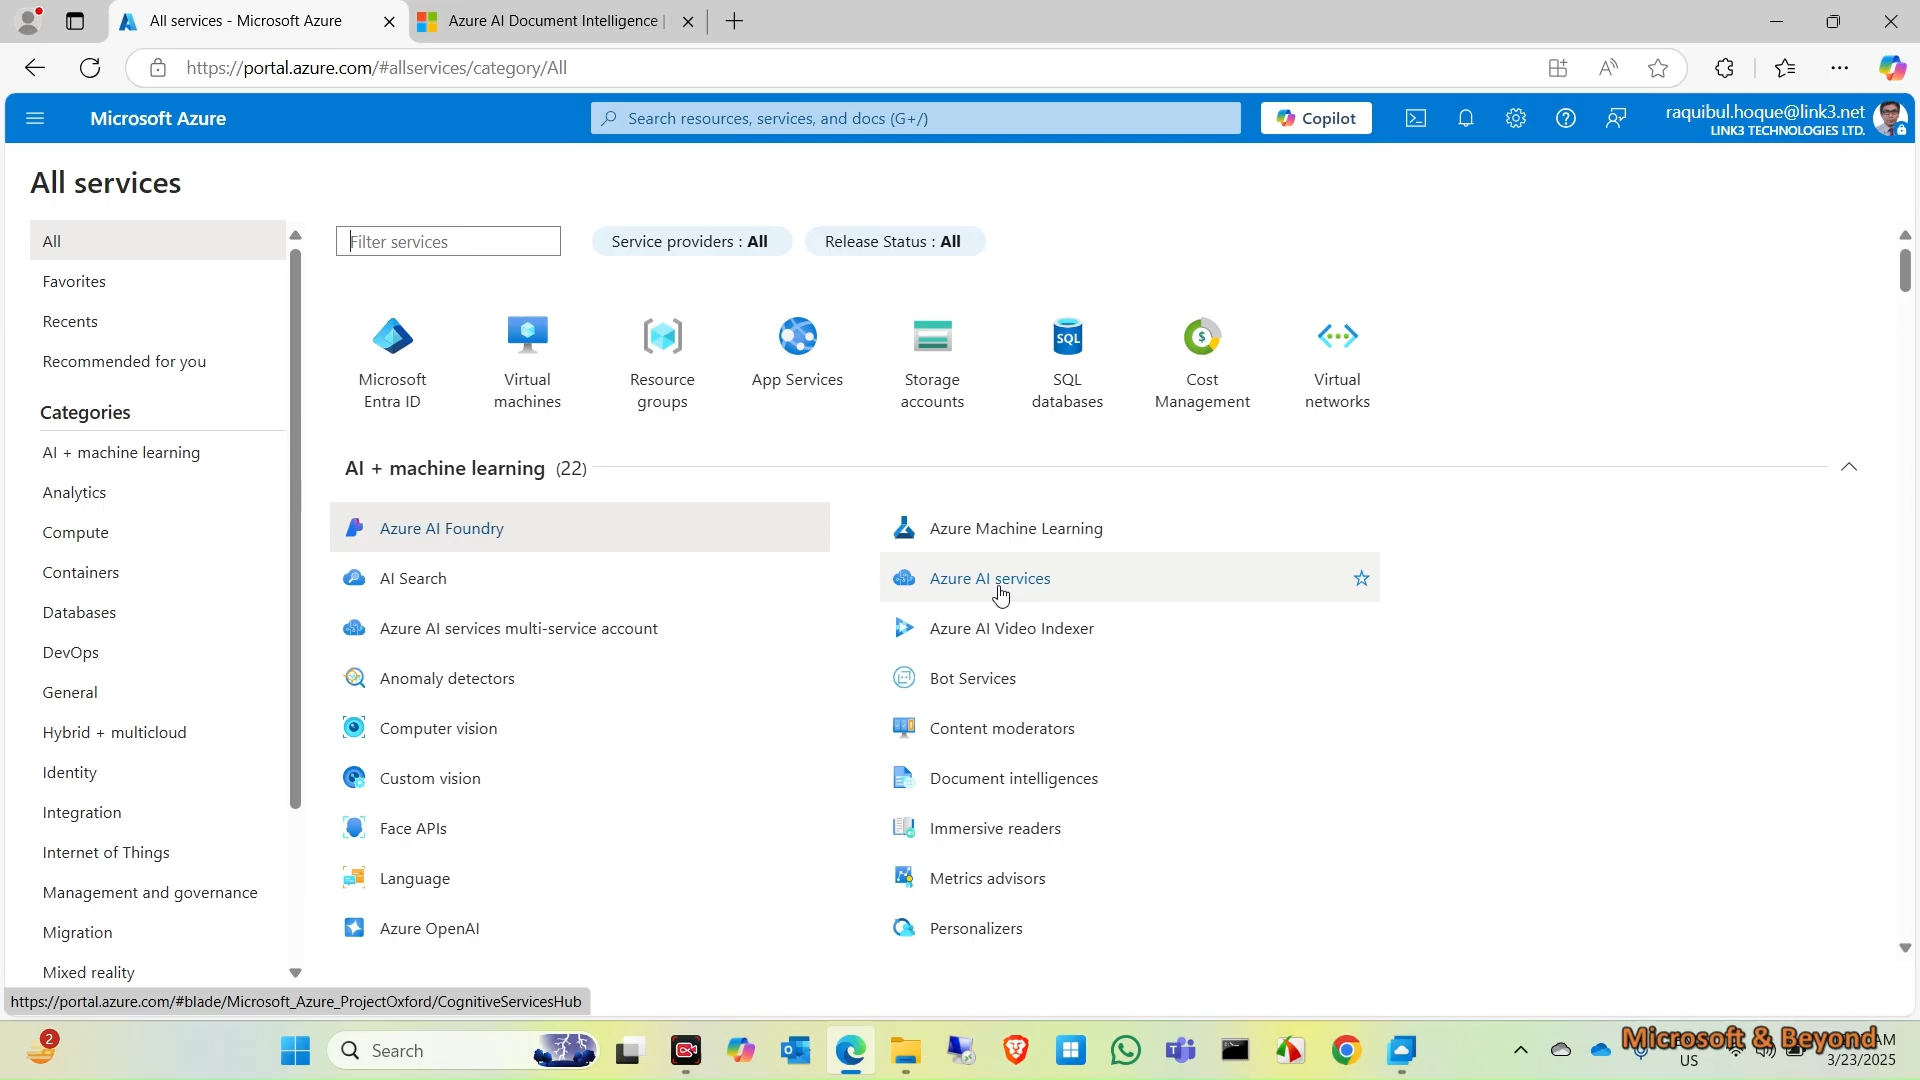 All services - Microsoft Azure
Azure AI Document Intelligence |
https://portal.azure.com/#allservices/category/All
Microsoft Azure
Search resources, services, and docs (G+/)
Copilot
raquibul.hoque@link3.net
LINK3 TECHNOLOGIES LTD.
All services
All
Favorites
Recents
Recommended for you
Categories
AI + machine learning
Analytics
Compute
Containers
Databases
DevOps
General
Hybrid + multicloud
Identity
Integration
Internet of Things
Management and governance
Migration
Mixed reality
Filter services
Service providers : All
Release Status : All
Microsoft
Entra ID
Virtual
machines
Resource
groups
App Services
Storage
accounts
SQL
SQL
databases
Cost
Management
Virtual
networks
AI + machine learning (22)
Azure AI Foundry
Azure Machine Learning
AI Search
Azure AI services
Azure AI services multi-service account
Azure AI Video Indexer
Anomaly detectors
Bot Services
Computer vision
Content moderators
Custom vision
Document intelligences
Face APIs
Immersive readers
Language
Metrics advisors
Azure OpenAI
Personalizers
https://portal.azure.com/#blade/Microsoft_Azure_ProjectOxford/CognitiveServicesHub
2
Search
Microsoft & Beyond
US
AM
3/23/2025